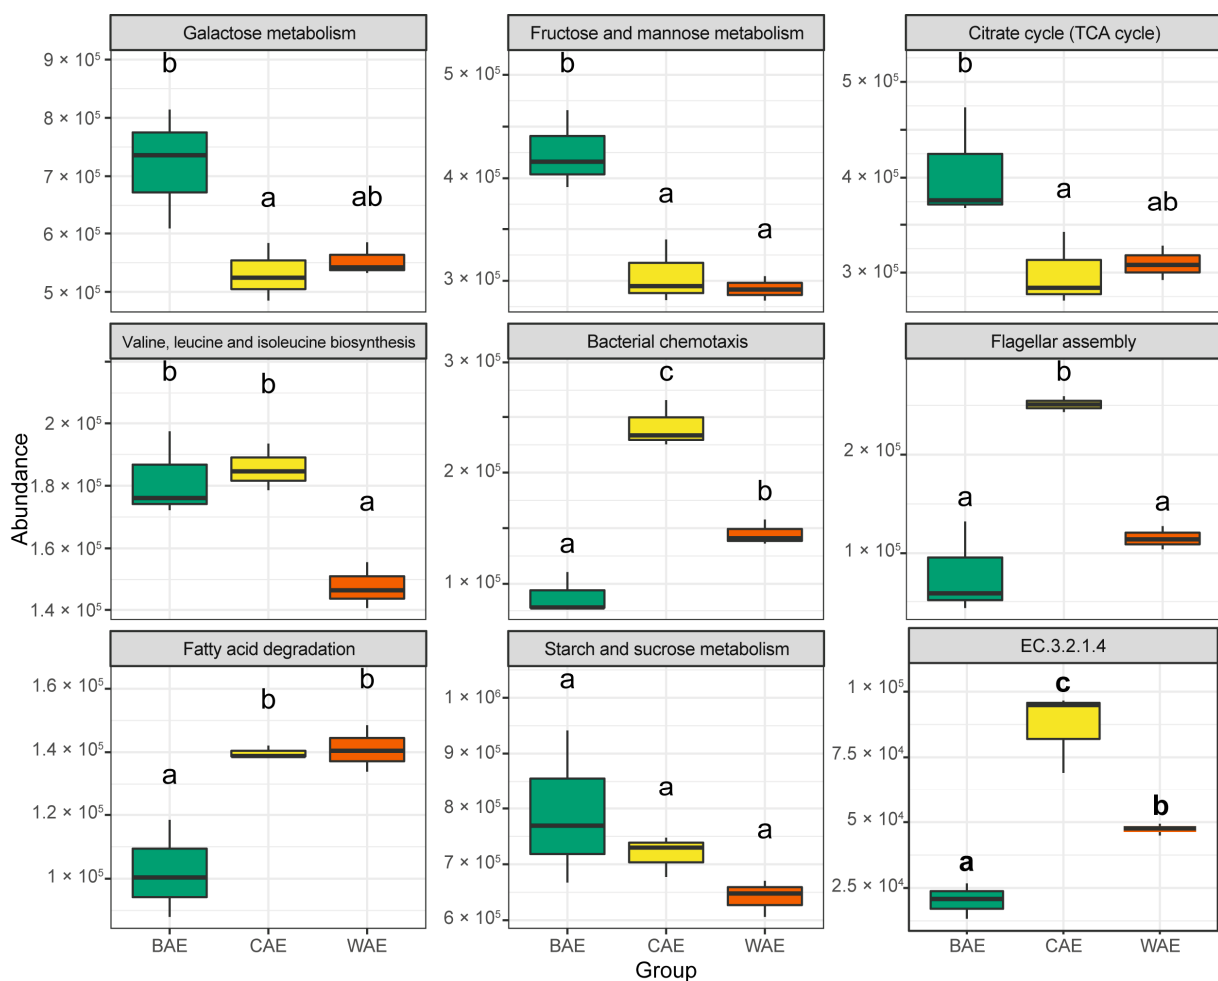 Galactose metabolism
Fructose and mannose metabolism
Citrate cycle (TCA cycle)
9 × 10⁵
8 × 10⁵
7 × 10⁵
6 × 10⁵
5 × 10⁵
b
a
ab
5 × 10⁵
4 × 10⁵
3 × 10⁵
b
a
a
5 × 10⁵
4 × 10⁵
3 × 10⁵
b
a
ab
Valine, leucine and isoleucine biosynthesis
Bacterial chemotaxis
Flagellar assembly
Abundance
2 × 10⁵
1.8 × 10⁵
1.6 × 10⁵
1.4 × 10⁵
b
b
a
3 × 10⁵
2 × 10⁵
1 × 10⁵
a
c
b
2 × 10⁵
1 × 10⁵
a
b
a
Fatty acid degradation
Starch and sucrose metabolism
EC.3.2.1.4
1.6 × 10⁵
1.4 × 10⁵
1.2 × 10⁵
1 × 10⁵
a
b
b
1 × 10⁶
9 × 10⁵
8 × 10⁵
7 × 10⁵
6 × 10⁵
a
a
a
1 × 10⁵
7.5 × 10⁴
5 × 10⁴
2.5 × 10⁴
a
c
b
BAE CAE WAE
BAE CAE WAE
BAE CAE WAE
Group